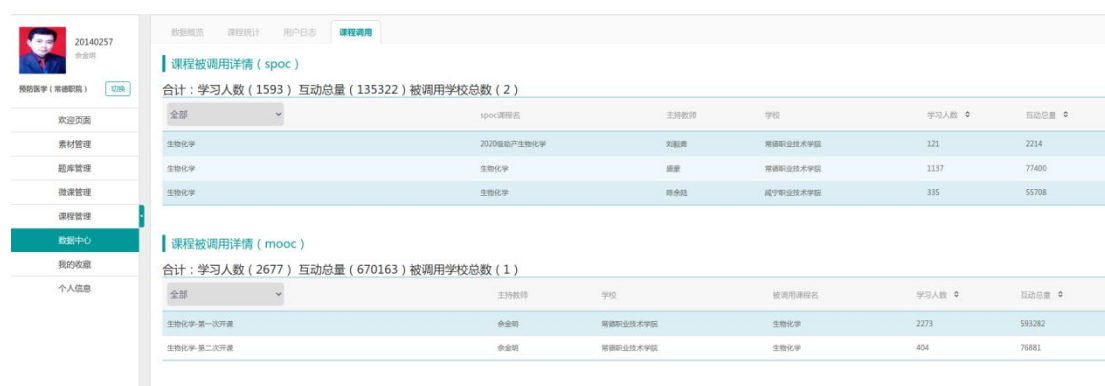 20140257
余金明
预防医学(常德职院) 切换
欢迎页面
素材管理
题库管理
微课管理
课程管理
数据中心
我的收藏
个人信息
数据概览 课程统计 用户日志 课程调用
课程被调用详情(spoc)
合计:学习人数(1593) 互动总量(135322)被调用学校总数(2)
全部 spoc课程名 主持教师 学校 学习人数 互动总量
生物化学 2020级助产生物化学 常德职业技术学院 121 2214
生物化学 生物化学 常德职业技术学院 1137 77400
生物化学 生物化学 陈余陆 咸宁职业技术学院 335 55708
课程被调用详情(mooc)
合计:学习人数(2677) 互动总量(670163)被调用学校总数(1)
全部 主持教师 学校 被调用课程名 学习人数 互动总量
生物化学-第一次开课 余金明 常德职业技术学院 生物化学 2273 593282
生物化学-第二次开课 余金明 常德职业技术学院 生物化学 404 76881